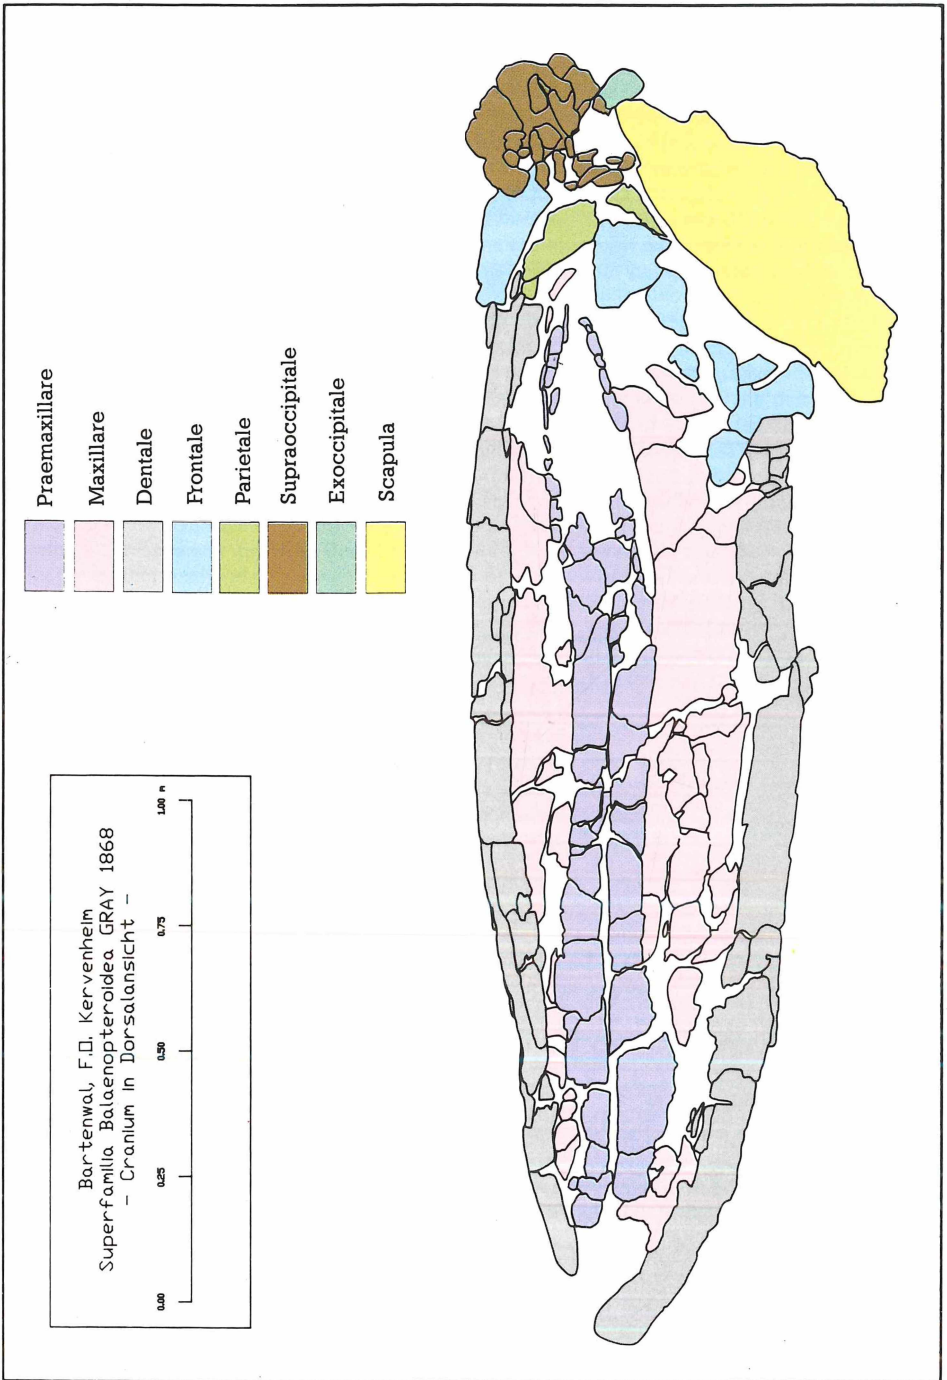 Praemaxillare
Maxillare
Dentale
Frontale
Parietale
Supraoccipitale
Exoccipitale
Scapula
Bartenwal, F.O. Kervenheim
Superfamilia Balaenopteroidea GRAY 1868
- Cranium in Dorsalansicht -
0.00 0.25 0.50 0.75 1.00 m